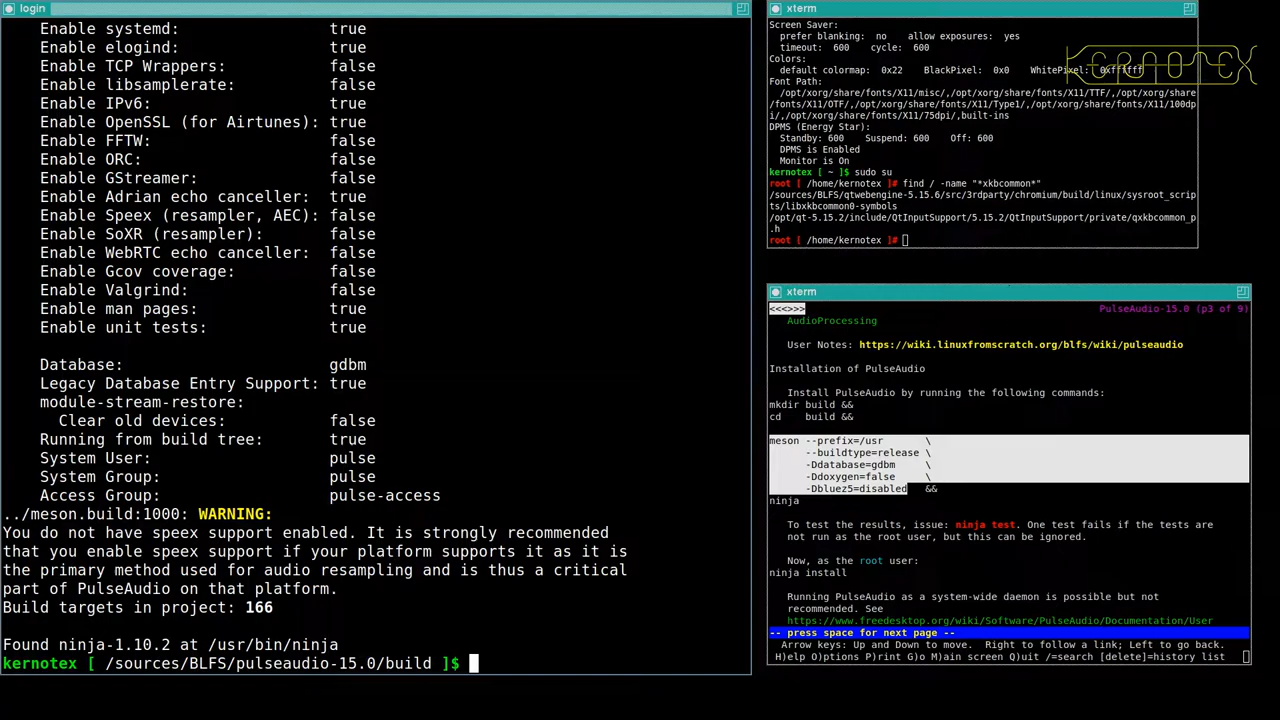 login
Enable systemd: true
Enable elogind: true
Enable TCP Wrappers: false
Enable libsamplerate: false
Enable IPv6: true
Enable OpenSSL (for Airtunes): true
Enable FFTW: false
Enable ORC: false
Enable GStreamer: false
Enable Adrian echo canceller: true
Enable Speex (resampler, AEC): false
Enable SoXR (resampler): false
Enable WebRTC echo canceller: false
Enable Gcov coverage: false
Enable Valgrind: false
Enable man pages: true
Enable unit tests: true
Database: gdbm
Legacy Database Entry Support: true
module-stream-restore:
Clear old devices: false
Running from build tree: true
System User: pulse
System Group: pulse
Access Group: pulse-access
../meson.build:1000: WARNING:
You do not have speex support enabled. It is strongly recommended
that you enable speex support if your platform supports it as it is
the primary method used for audio resampling and is thus a critical
part of PulseAudio on that platform.
Build targets in project: 166
Found ninja-1.10.2 at /usr/bin/ninja
kernotex [ /sources/BLFS/pulseaudio-15.0/build ]$
xterm
Screen Saver:
prefer blanking: no allow exposures: yes
timeout: 600 cycle: 600
Colors:
default colormap: 0x22 BlackPixel: 0x0 WhitePixel: 0xffffff
KERNOTEX
Font Path:
/opt/xorg/share/fonts/X11/misc/,/opt/xorg/share/fonts/X11/TTF/,/opt/xorg/share
/fonts/X11/OTF/,/opt/xorg/share/fonts/X11/Type1/,/opt/xorg/share/fonts/X11/100dp
i/,/opt/xorg/share/fonts/X11/75dpi/,built-ins
DPMS (Energy Star):
Standby: 600 Suspend: 600 Off: 600
DPMS is Enabled
Monitor is On
kernotex [ ~ ]$ sudo su
root [ /home/kernotex ]# find / -name "*xkbcommon*"
/sources/BLFS/qtwebengine-5.15.6/src/3rdparty/chromium/build/linux/sysroot_scrip
ts/libxkbcommon0-symbols
/opt/qt-5.15.2/include/QtInputSupport/5.15.2/QtInputSupport/private/qxkbcommon_p
.h
root [ /home/kernotex ]#
xterm
<<<>>> PulseAudio-15.0 (p3 of 9)
AudioProcessing
User Notes: https://wiki.linuxfromscratch.org/blfs/wiki/pulseaudio
Installation of PulseAudio
Install PulseAudio by running the following commands:
mkdir build &&
cd build &&
meson --prefix=/usr \
--buildtype=release \
-Ddatabase=gdbm \
-Ddoxygen=false \
-Dbluez5=disabled &&
ninja
To test the results, issue: ninja test. One test fails if the tests are
not run as the root user, but this can be ignored.
Now, as the root user:
ninja install
Running PulseAudio as a system-wide daemon is possible but not
recommended. See
https://www.freedesktop.org/wiki/Software/PulseAudio/Documentation/User
-- press space for next page --
Arrow keys: Up and Down to move. Right to follow a link; Left to go back.
H)elp O)ptions P)rint G)o M)ain screen Q)uit /=search [delete]=history list